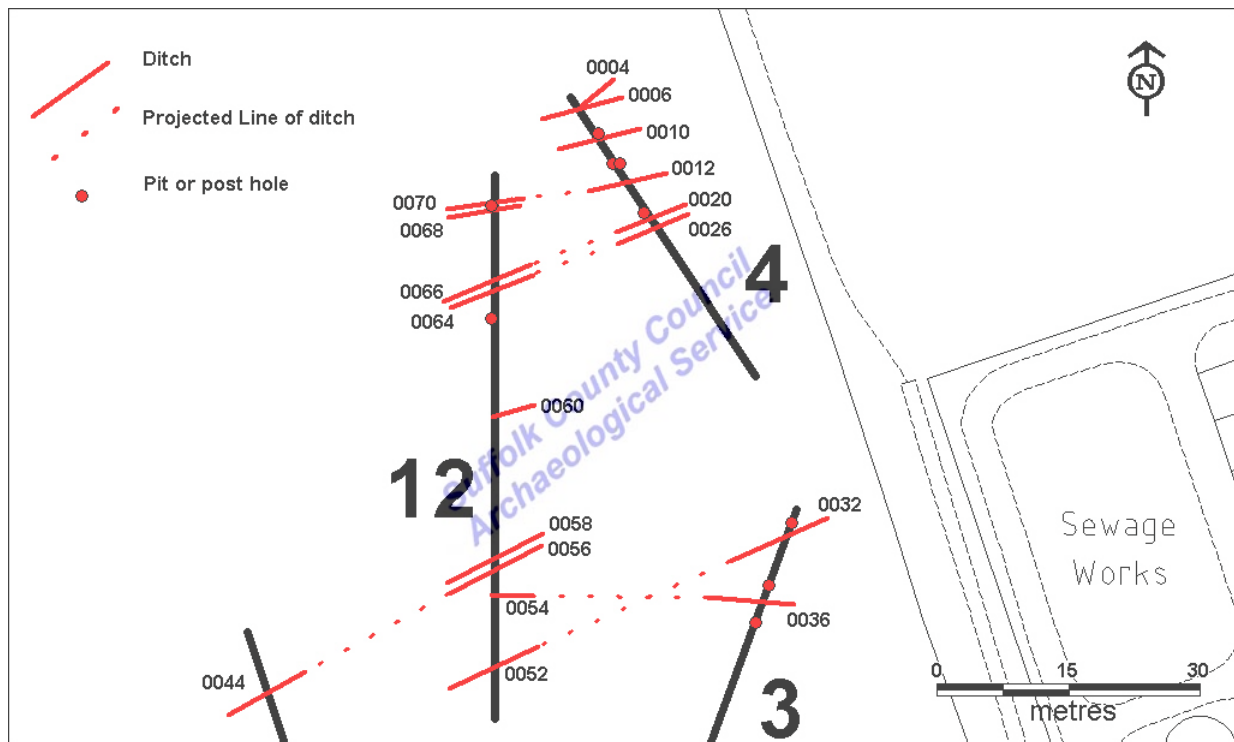 Ditch
Projected Line of ditch
Pit or post hole
N
0004
0006
0010
0012
0020
0026
0070
0068
0066
0064
4
0060
12
0058
0056
0054
0052
0044
0032
0036
3
Sewage
Works
0 15 30
metres
Suffolk County Council
Archaeological Service